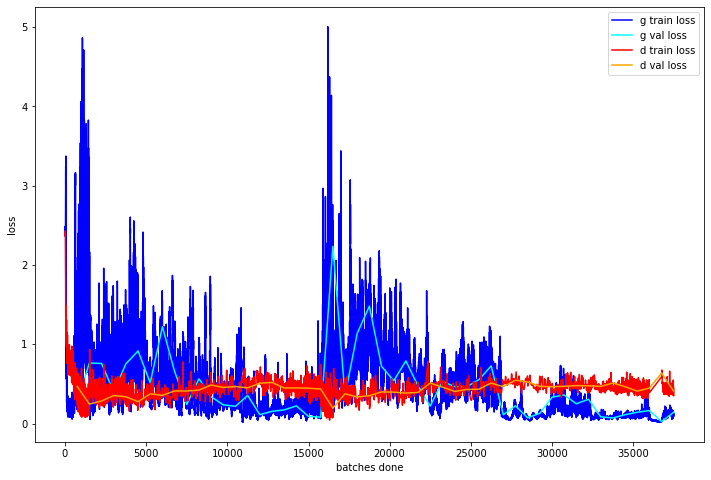 g train loss
g val loss
d train loss
d val loss
5
4
3
2
1
0
loss
0 5000 10000 15000 20000 25000 30000 35000
batches done